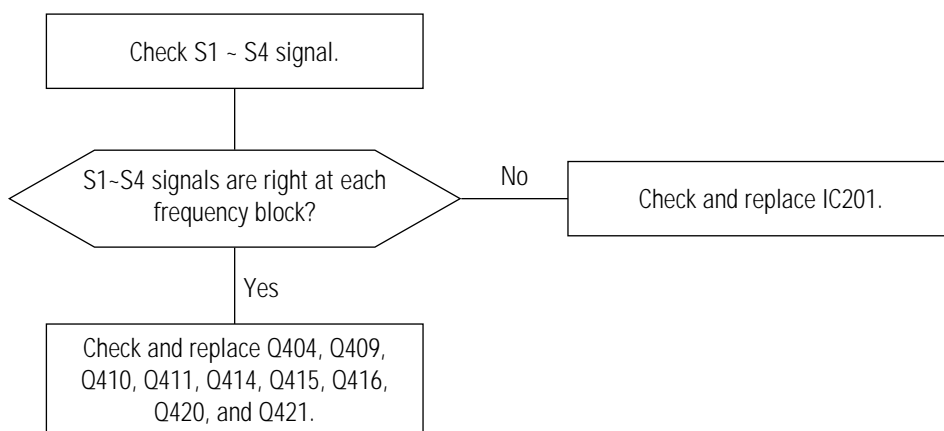 Check S1 ~ S4 signal.
S1~S4 signals are right at each
frequency block?
No
Check and replace IC201.
Yes
Check and replace Q404, Q409,
Q410, Q411, Q414, Q415, Q416,
Q420, and Q421.